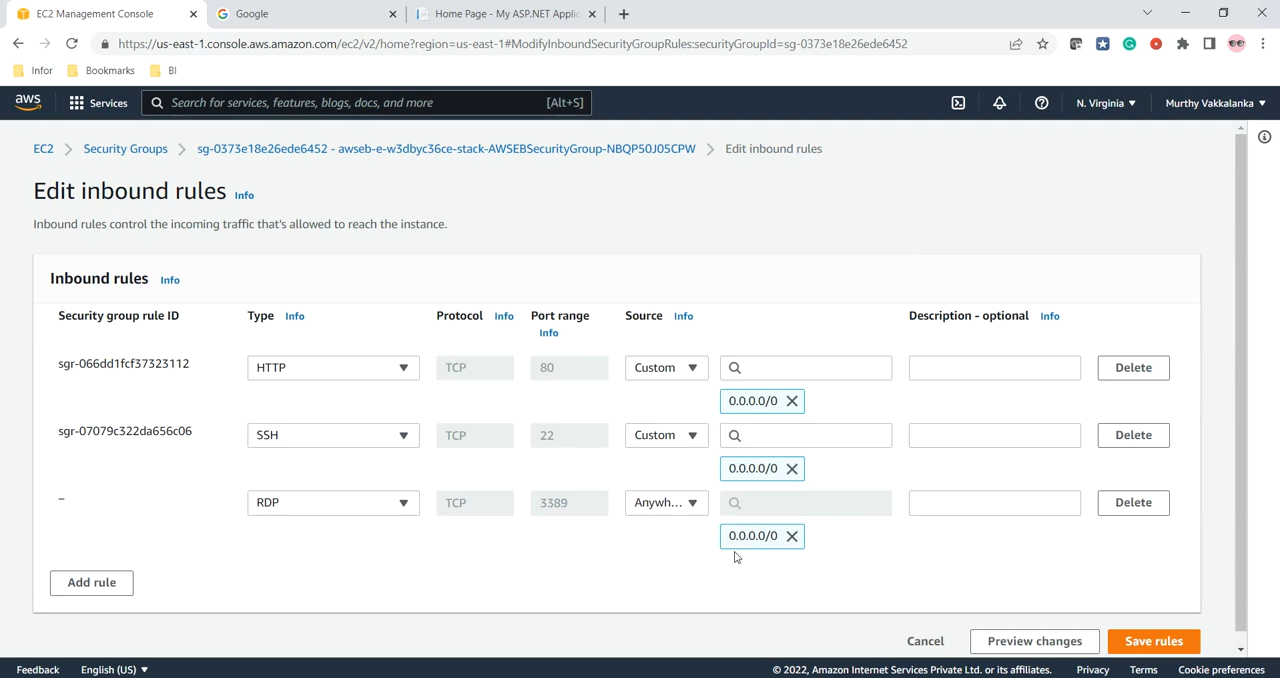 EC2 Management Console
Google
Home Page - My ASP.NET Applic
https://us-east-1.console.aws.amazon.com/ec2/v2/home?region=us-east-1#ModifyInboundSecurityGroupRules:securityGroupId=sg-0373e18e26ede6452
Infor Bookmarks BI
aws Services Search for services, features, blogs, docs, and more [Alt+S] N. Virginia Murthy Vakkalanka
EC2 Security Groups sg-0373e18e26ede6452 - awseb-e-w3dbyc36ce-stack-AWSEBSecurityGroup-NBQP50J05CPW Edit inbound rules
Edit inbound rules Info
Inbound rules control the incoming traffic that's allowed to reach the instance.
Inbound rules Info
Security group rule ID Type Info Protocol Info Port range Source Info Description - optional Info
Info
sgr-066dd1fcf37323112 HTTP TCP 80 Custom Delete
0.0.0.0/0
sgr-07079c322da656c06 SSH TCP 22 Custom Delete
0.0.0.0/0
– RDP TCP 3389 Anywh... Delete
0.0.0.0/0
Add rule
Cancel Preview changes Save rules
Feedback English (US) © 2022, Amazon Internet Services Private Ltd. or its affiliates. Privacy Terms Cookie preferences